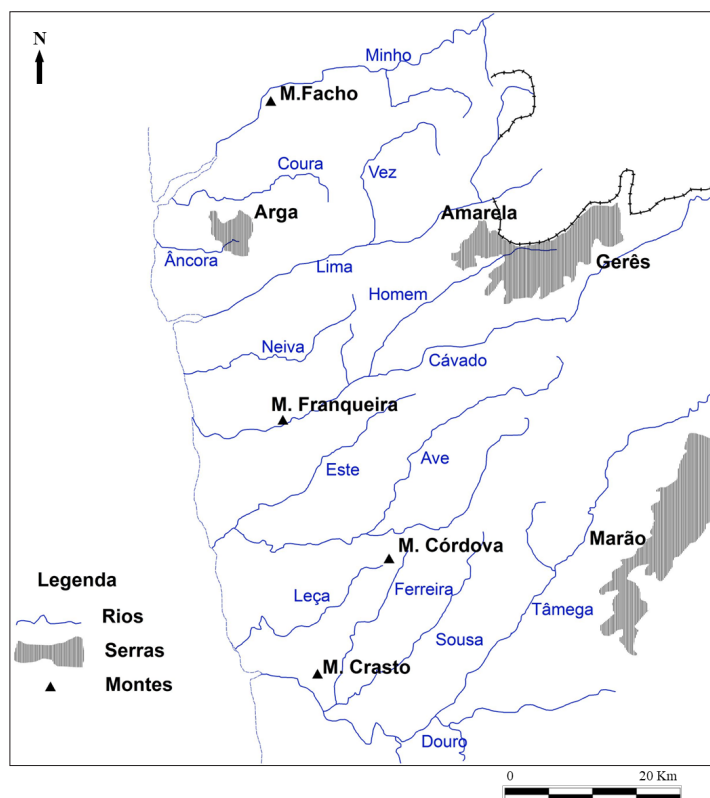 N
Minho
M.Facho
Coura
Vez
Arga
Amarela
Âncora
Lima
Gerês
Homem
Neiva
Cávado
M. Franqueira
Este
Ave
Marão
M. Córdova
Legenda
Leça
Ferreira
Tâmega
Rios
Sousa
Serras
M. Crasto
Montes
Douro
0 20 Km